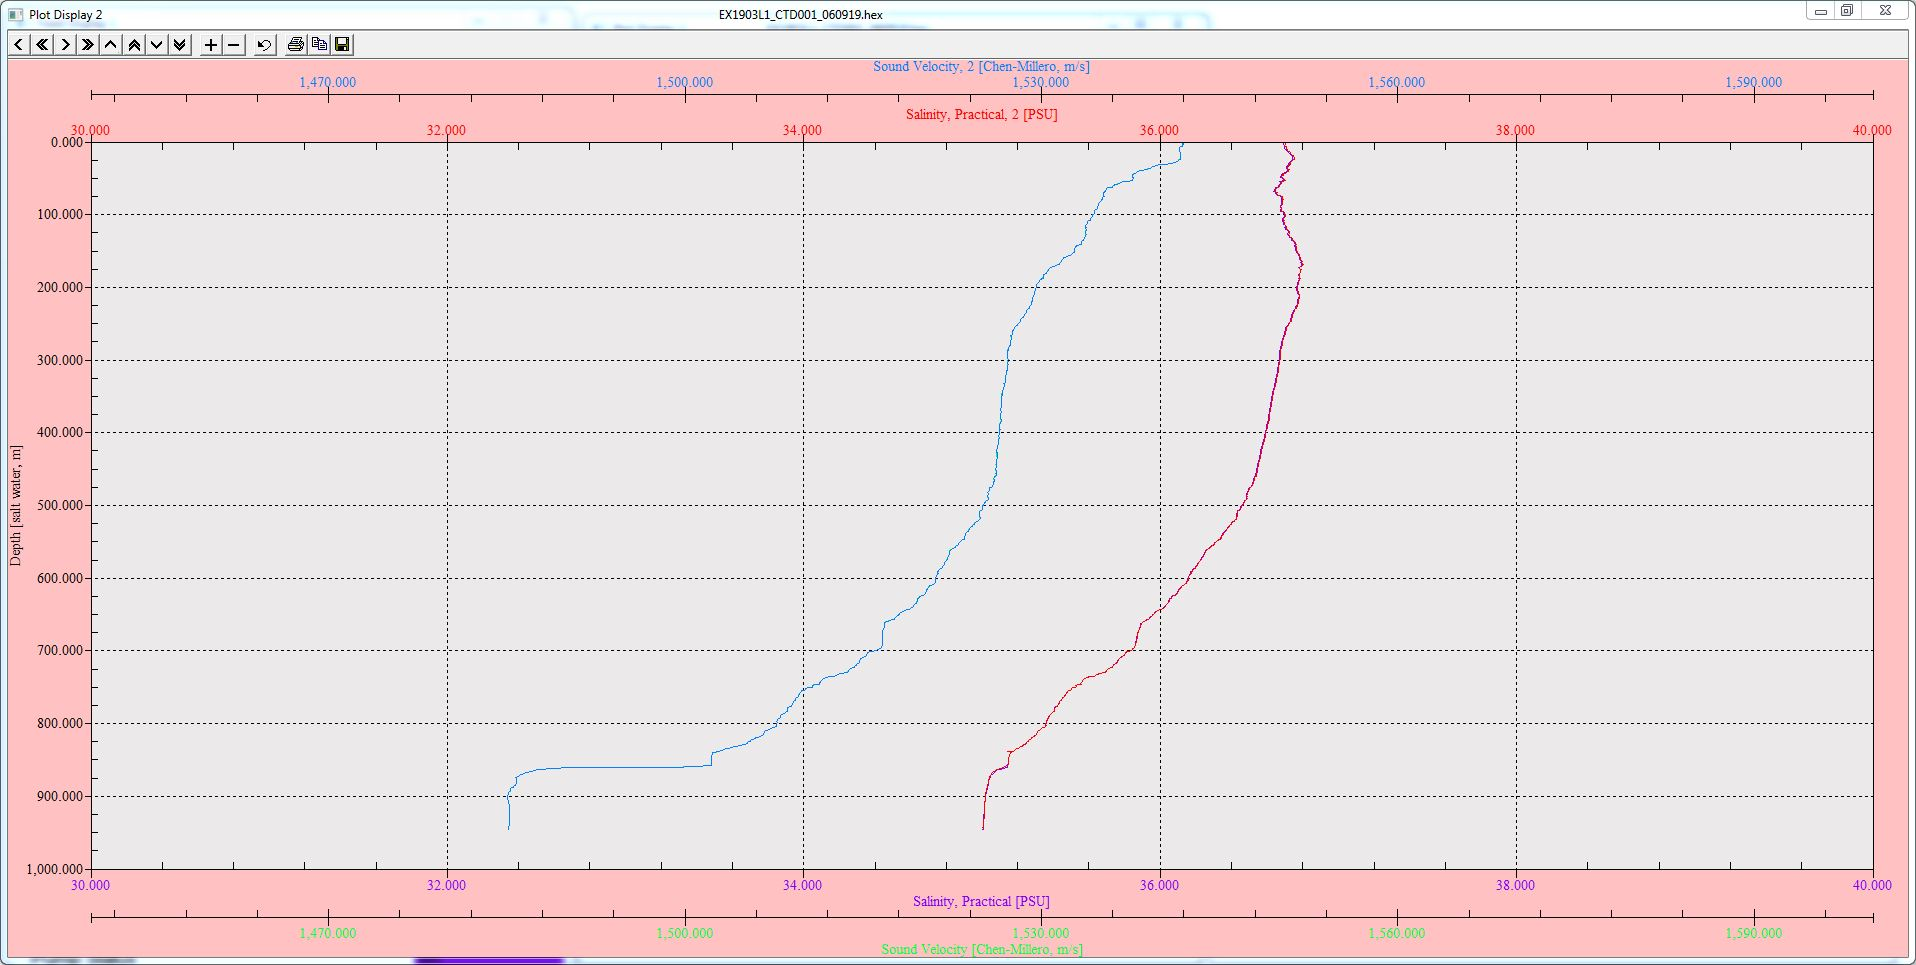 Plot Display 2
EX1903L1_CTD001_060919.hex
Sound Velocity, 2 [Chen-Millero, m/s]
1,470.000 1,500.000 1,530.000 1,560.000 1,590.000
Salinity, Practical, 2 [PSU]
30.000 32.000 34.000 36.000 38.000 40.000
0.000
100.000
200.000
300.000
400.000
500.000
600.000
700.000
800.000
900.000
1,000.000
Depth [salt water, m]
30.000 32.000 34.000 36.000 38.000 40.000
Salinity, Practical [PSU]
1,470.000 1,500.000 1,530.000 1,560.000 1,590.000
Sound Velocity [Chen-Millero, m/s]